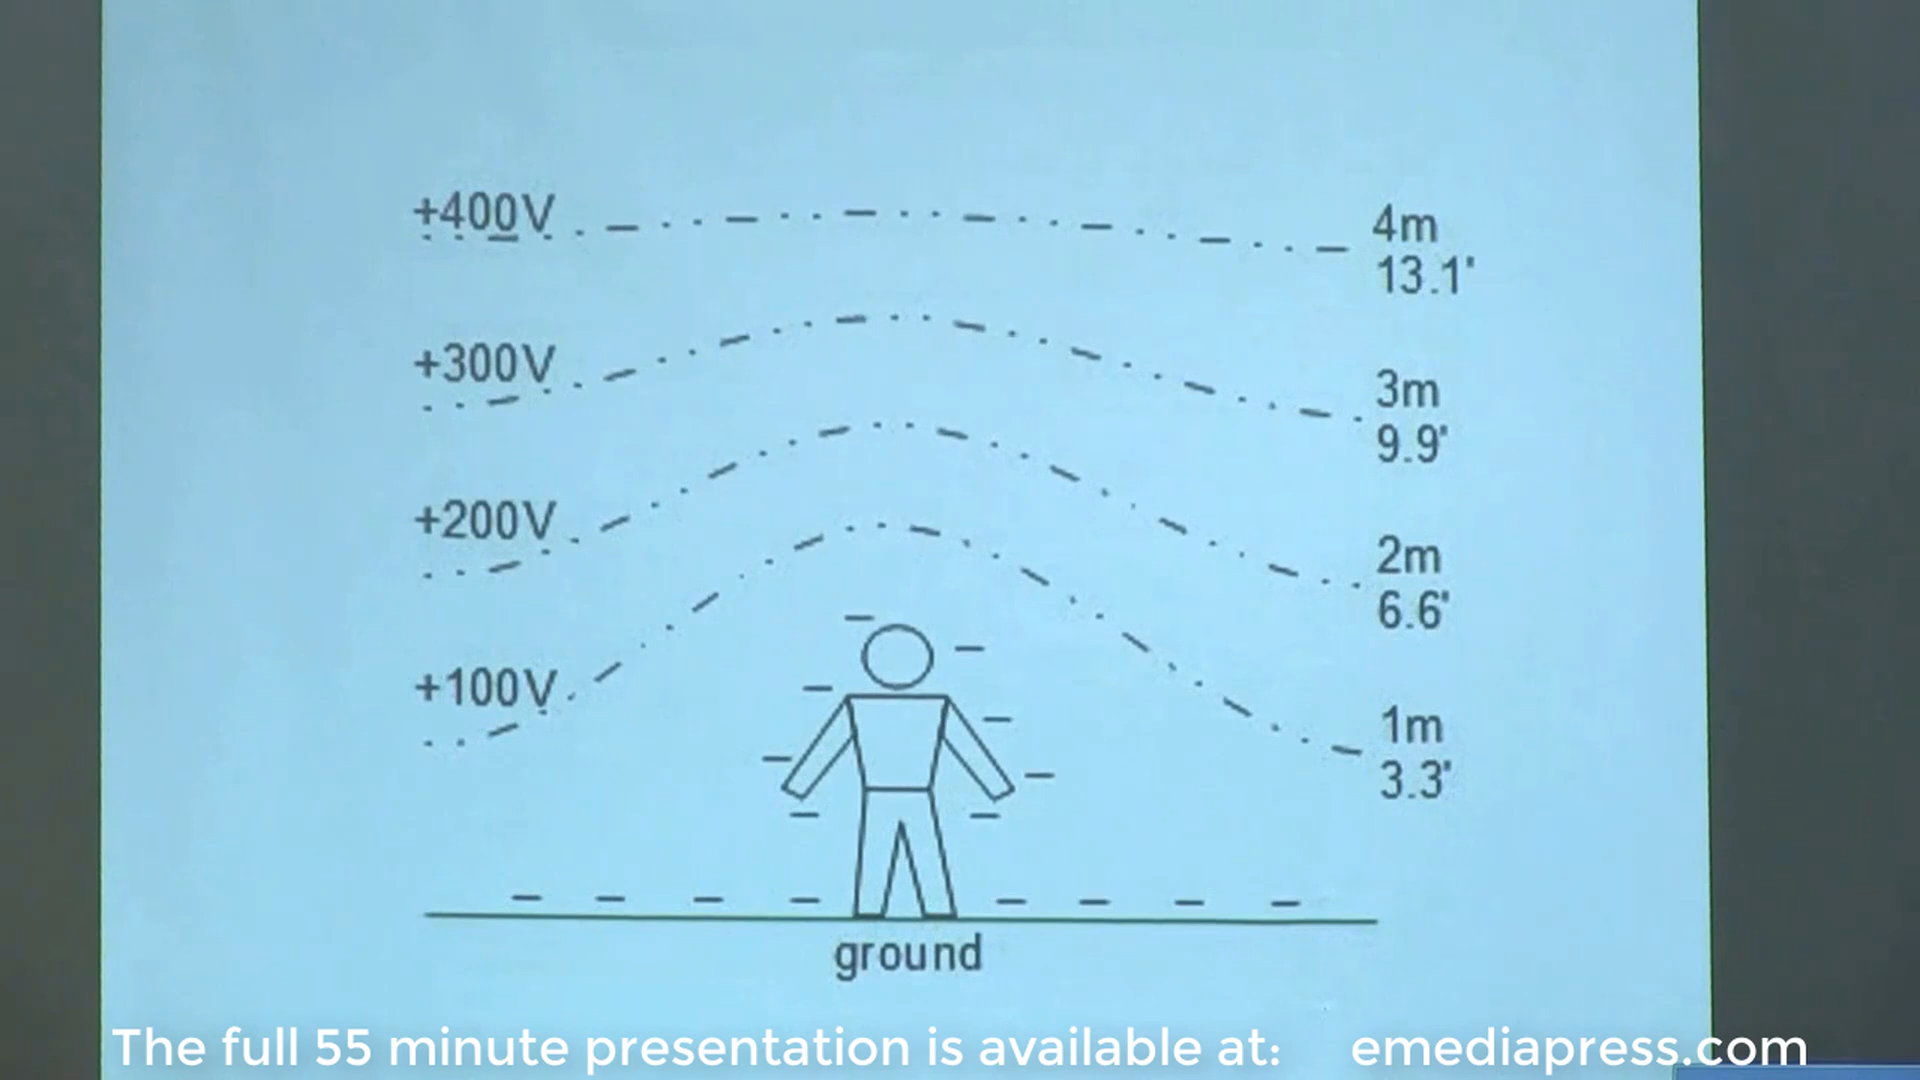 +400V
4m
13.1'
+300V
3m
9.9'
+200V
2m
6.6'
+100V
1m
3.3'
ground
The full 55 minute presentation is available at: emediapress.com